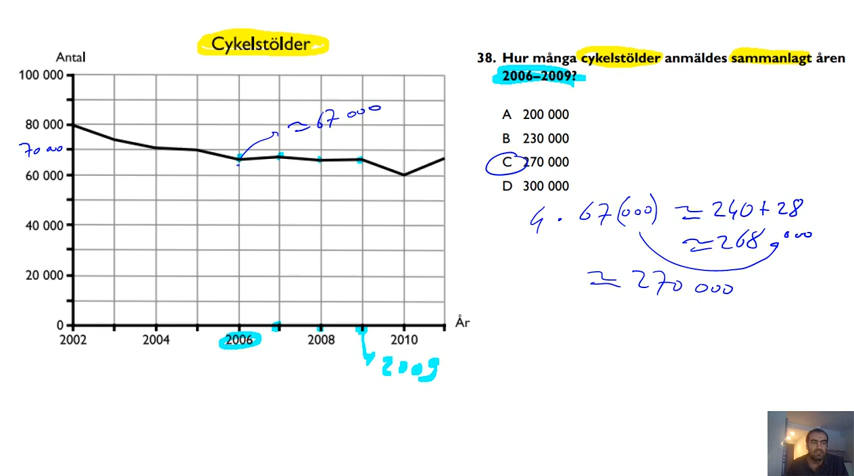 Cykelstölder
Antal
100 000
80 000
70 000
60 000
40 000
20 000
0
2002
2004
2006
2008
2010
År
≃ 67 000
2009
38. Hur många cykelstölder anmäldes sammanlagt åren
2006–2009?
A 200 000
B 230 000
C 270 000
D 300 000
4 · 67(000) ≃ 240 + 28
≃ 268 000
≃ 270 000